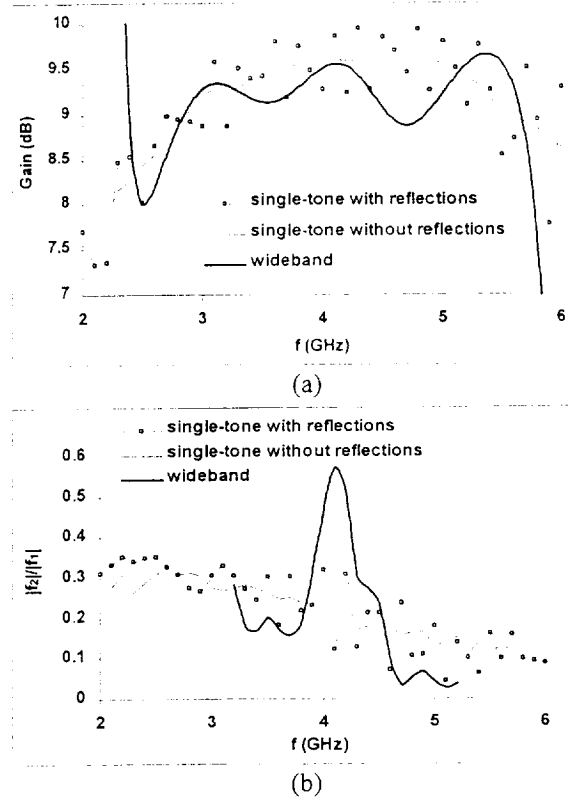 10
9.5
9
8.5
8
7.5
7
Gain (dB)
single-tone with reflections
single-tone without reflections
wideband
2 3 4 5 6
f (GHz)
(a)
single-tone with reflections
single-tone without reflections
wideband
0.6
0.5
0.4
0.3
0.2
0.1
0
|f2|/|f1|
2 3 4 5 6
f (GHz)
(b)